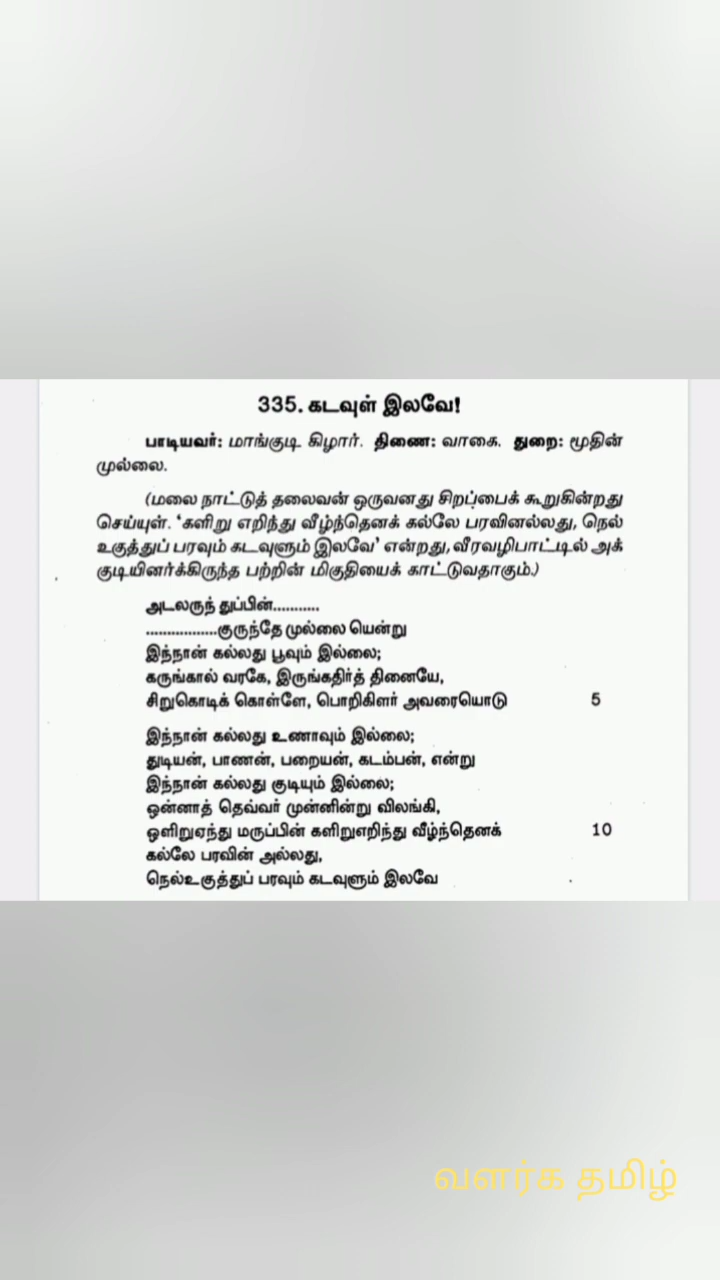 335. கடவுள் இலவே!
பாடியவர்: மாங்குடி கிழார். திணை: வாகை. துறை: மூதின்
முல்லை.
(மலை நாட்டுத் தலைவன் ஒருவனது சிறப்பைக் கூறுகின்றது
செய்யுள். ‘களிறு எறிந்து வீழ்ந்தெனக் கல்லே பரவினல்லது, நெல்
உகுத்துப் பரவும் கடவுளும் இலவே’ என்றது, வீரவழிபாட்டில் அக்
குடியினர்க்கிருந்த பற்றின் மிகுதியைக் காட்டுவதாகும்.)
அடலருந் துப்பின்...........
.................குருந்தே முல்லை யென்று
இந்நான் கல்லது பூவும் இல்லை;
கருங்கால் வரகே, இருங்கதிர்த் தினையே,
சிறுகொடிக் கொள்ளே, பொறிகிளர் அவரையொடு 5
இந்நான் கல்லது உணாவும் இல்லை;
துடியன், பாணன், பறையன், கடம்பன், என்று
இந்நான் கல்லது குடியும் இல்லை;
ஒன்னாத் தெவ்வர் முன்னின்று விலங்கி,
ஒளிறுஏந்து மருப்பின் களிறுஎறிந்து வீழ்ந்தெனக் 10
கல்லே பரவின் அல்லது,
நெல்உகுத்துப் பரவும் கடவுளும் இலவே
வளர்க தமிழ்